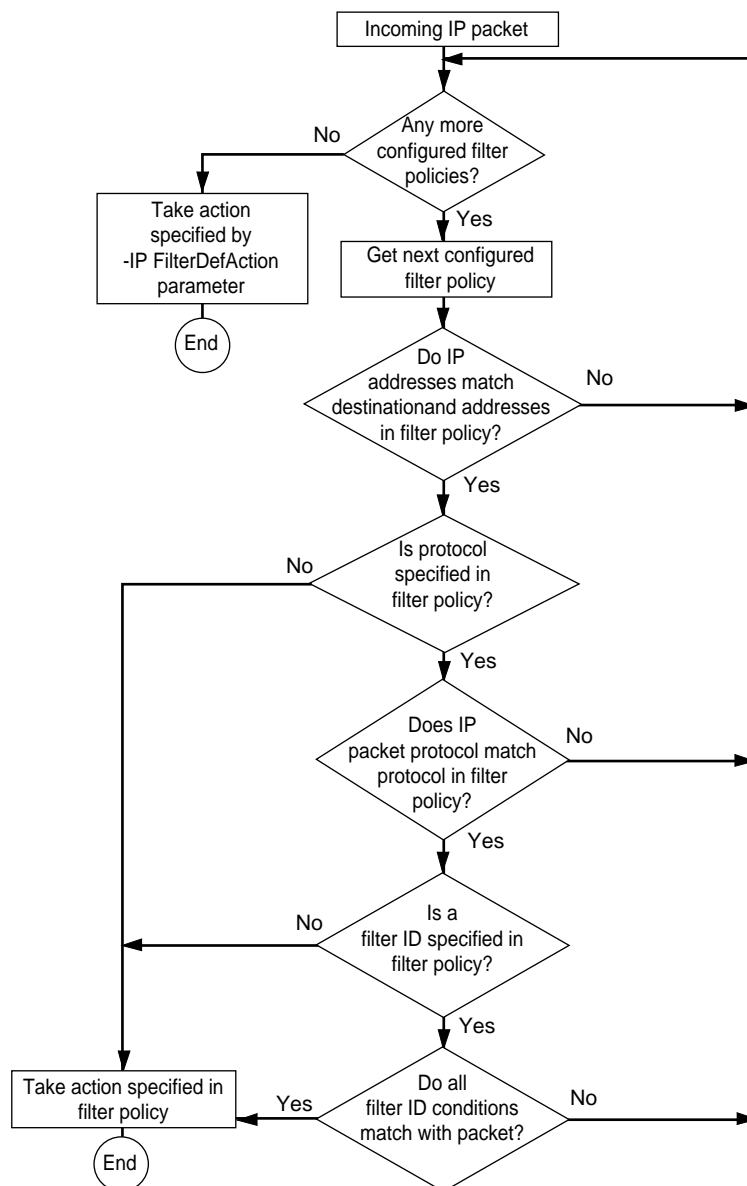 Incoming IP packet
No
Any more
configured filter
policies?
Yes
Take action
specified by
-IP FilterDefAction
parameter
Get next configured
filter policy
End
Do IP
addresses match
destinationand addresses
in filter policy?
No
Yes
No
Is protocol
specified in
filter policy?
Yes
Does IP
packet protocol match
protocol in filter
policy?
No
Yes
No
Is a
filter ID specified in
filter policy?
Yes
Take action specified in
filter policy
Yes
Do all
filter ID conditions
match with packet?
No
End